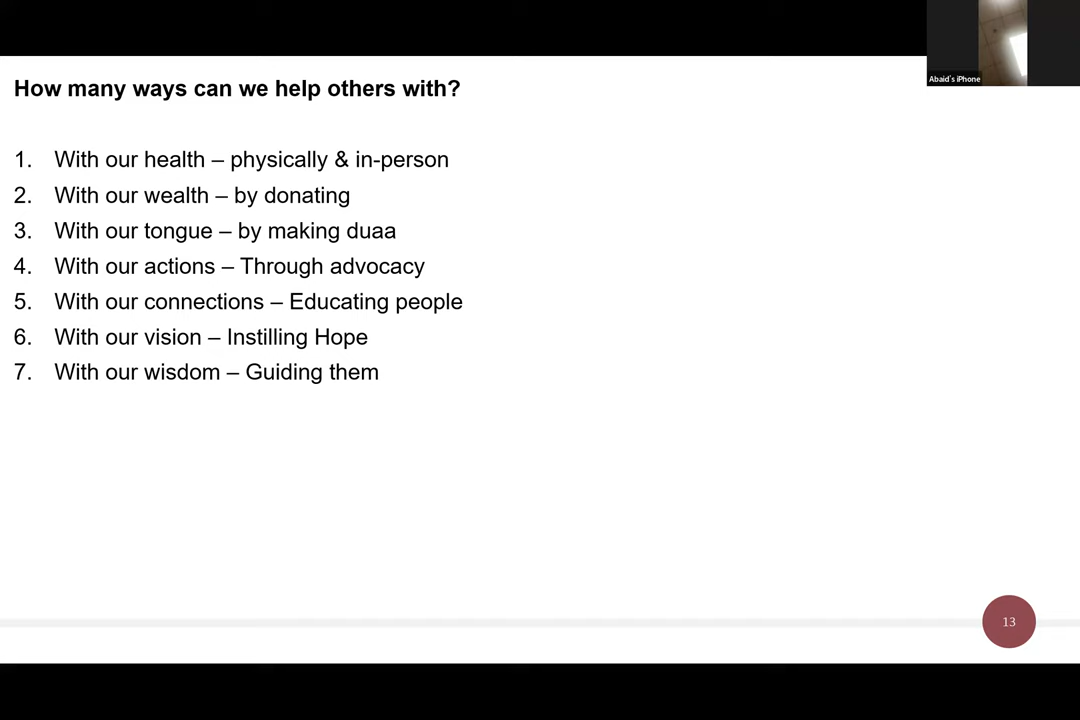 Abaid's iPhone
How many ways can we help others with?
1. With our health – physically & in-person
2. With our wealth – by donating
3. With our tongue – by making duaa
4. With our actions – Through advocacy
5. With our connections – Educating people
6. With our vision – Instilling Hope
7. With our wisdom – Guiding them
13